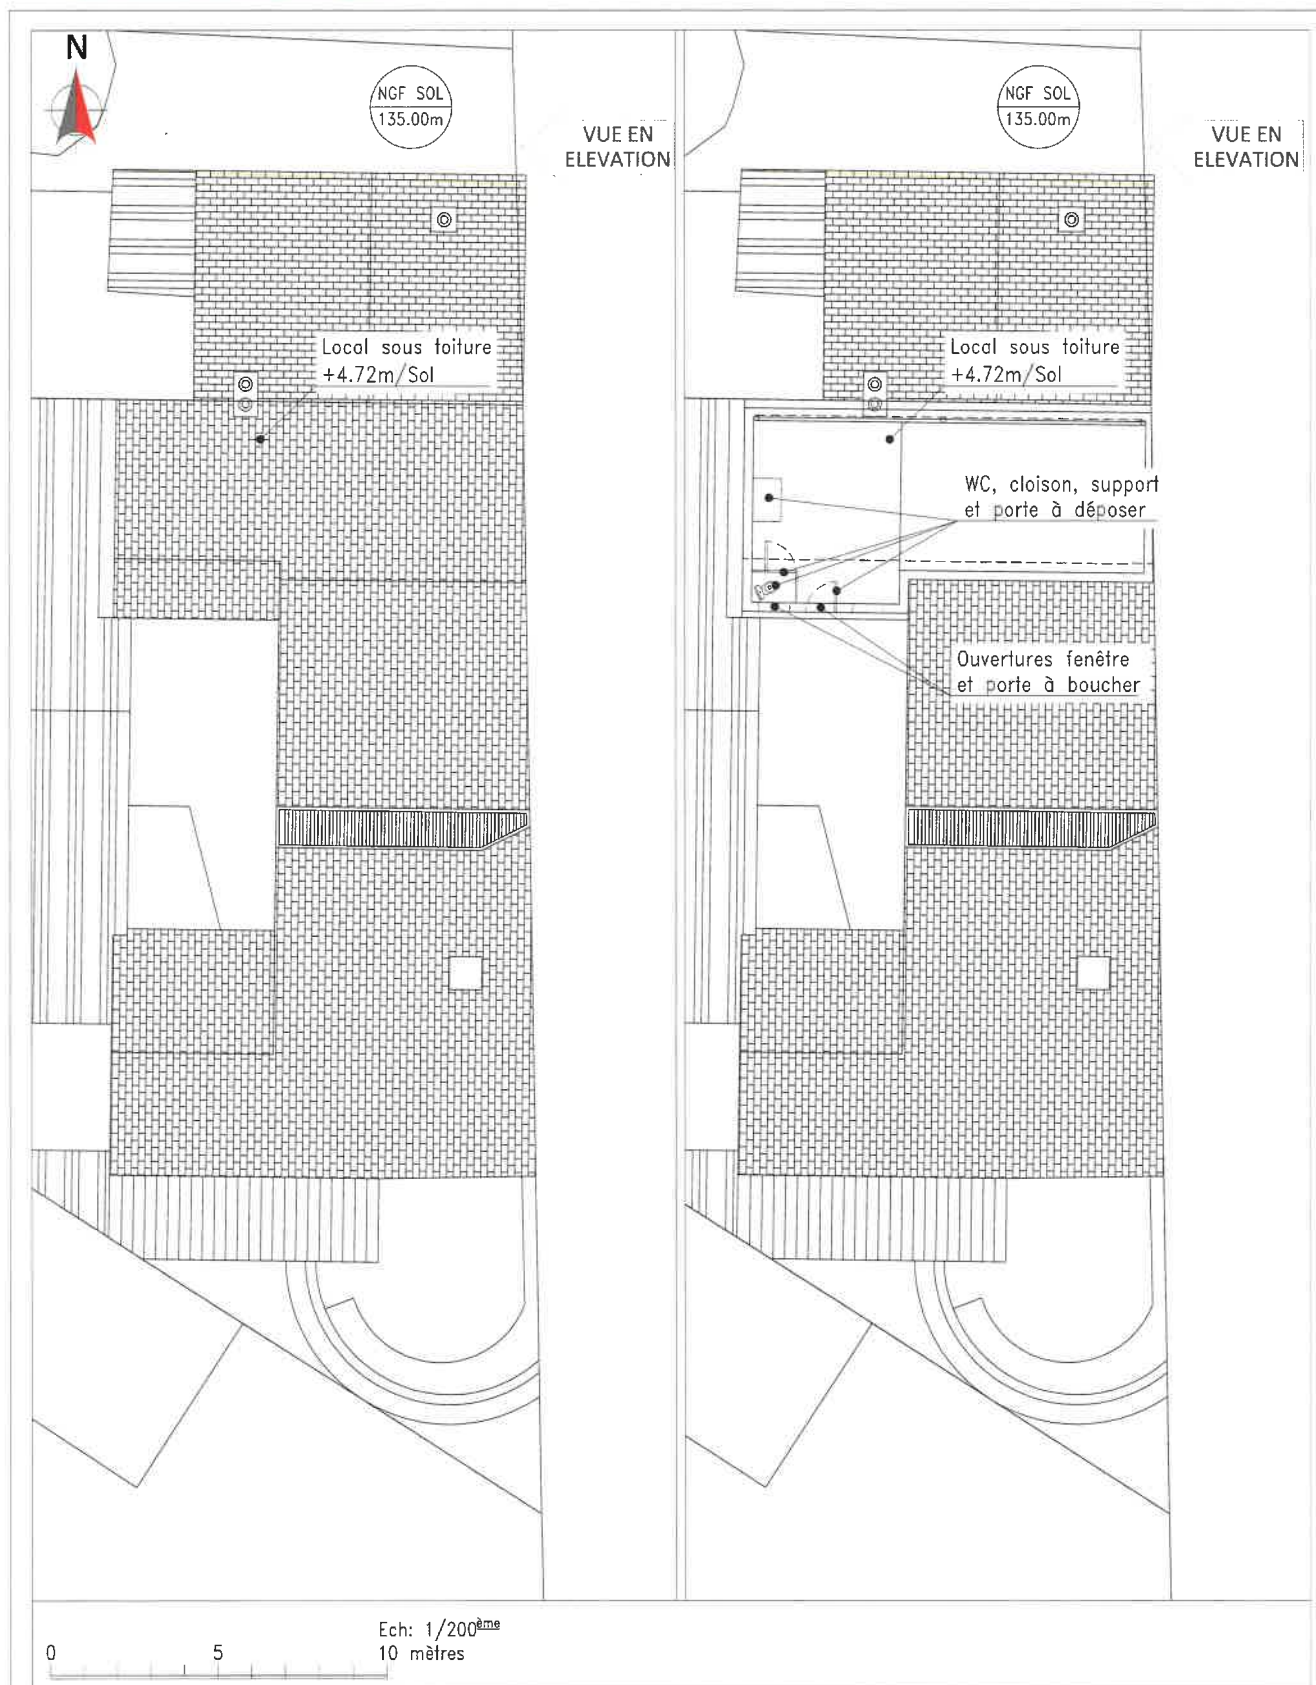 N
NGF SOL
135.00m
VUE EN
ELEVATION
Local sous toiture
+4.72m/Sol
NGF SOL
135.00m
VUE EN
ELEVATION
Local sous toiture
+4.72m/Sol
WC, cloison, support
et porte à déposer
Ouvertures fenêtre
et porte à boucher
Ech: 1/200ème
0 5 10 mètres